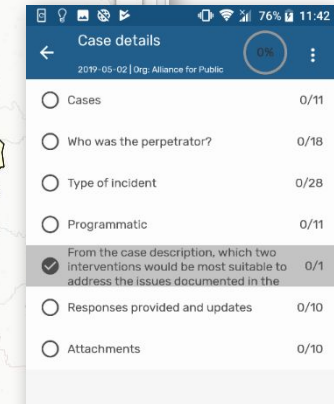 76% 11:42
Case details
0%
2019-05-02 | Org: Alliance for Public
Cases 0/11
Who was the perpetrator? 0/18
Type of incident 0/28
Programmatic 0/11
From the case description, which two
interventions would be most suitable to 0/1
address the issues documented in the
Responses provided and updates 0/10
Attachments 0/10